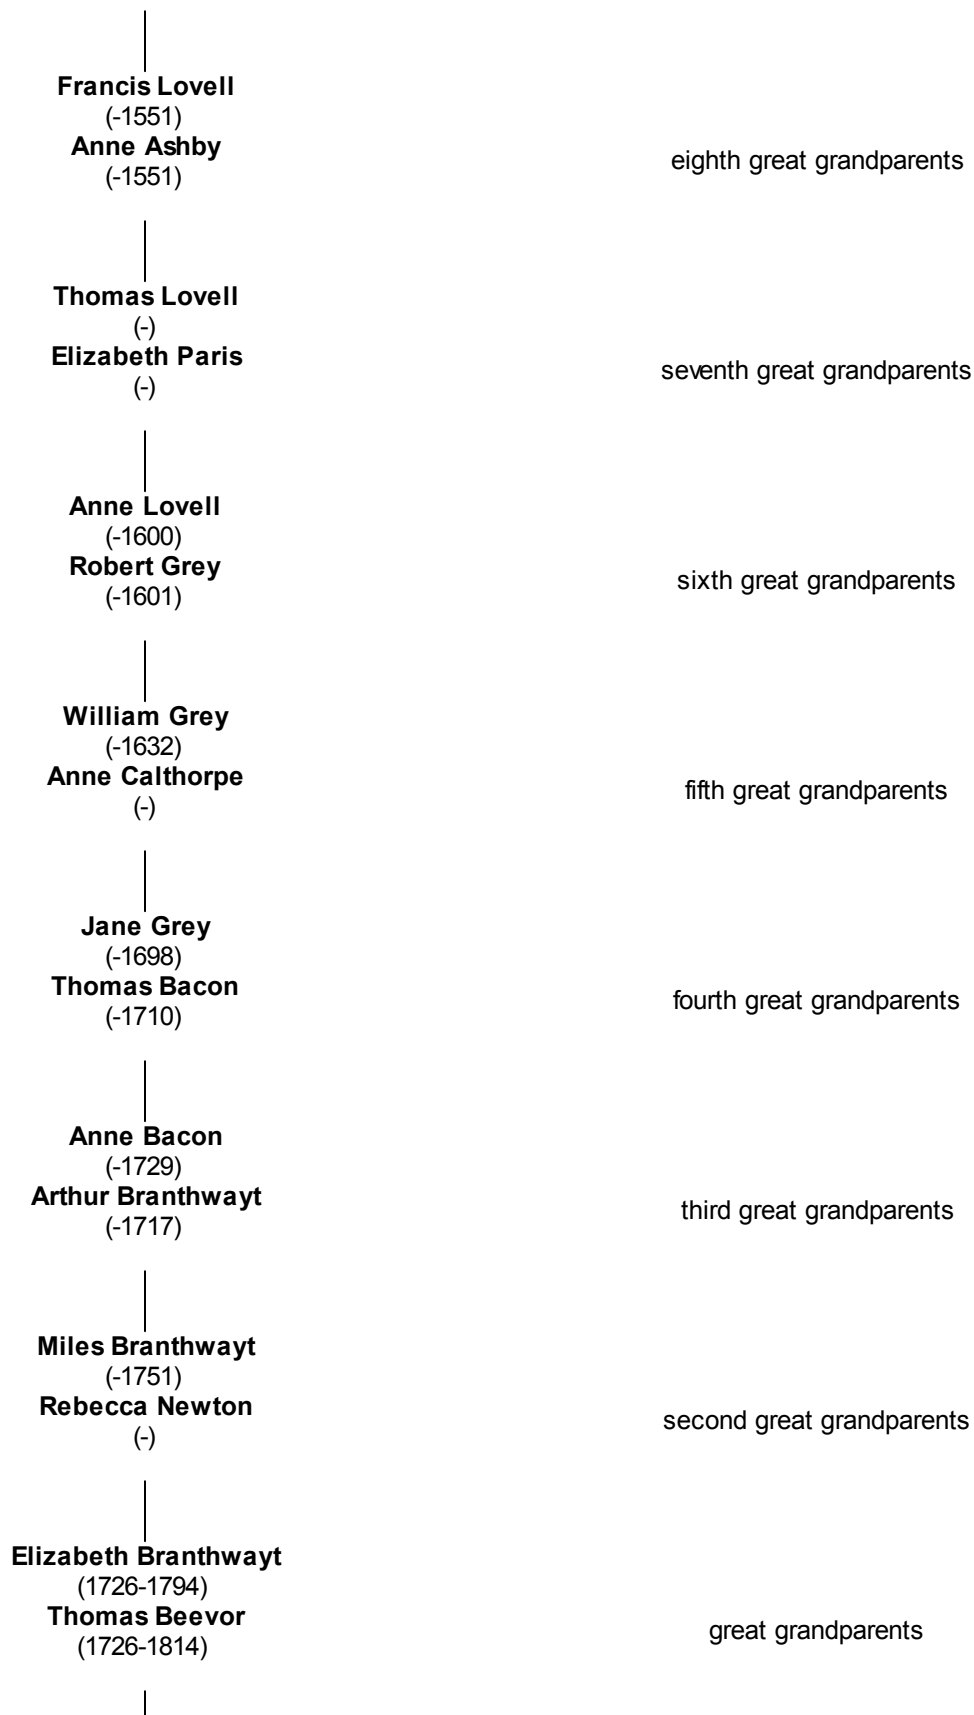 Francis Lovell
(-1551)
Anne Ashby
(-1551)
eighth great grandparents
Thomas Lovell
(-)
Elizabeth Paris
(-)
seventh great grandparents
Anne Lovell
(-1600)
Robert Grey
(-1601)
sixth great grandparents
William Grey
(-1632)
Anne Calthorpe
(-)
fifth great grandparents
Jane Grey
(-1698)
Thomas Bacon
(-1710)
fourth great grandparents
Anne Bacon
(-1729)
Arthur Branthwayt
(-1717)
third great grandparents
Miles Branthwayt
(-1751)
Rebecca Newton
(-)
second great grandparents
Elizabeth Branthwayt
(1726-1794)
Thomas Beevor
(1726-1814)
great grandparents